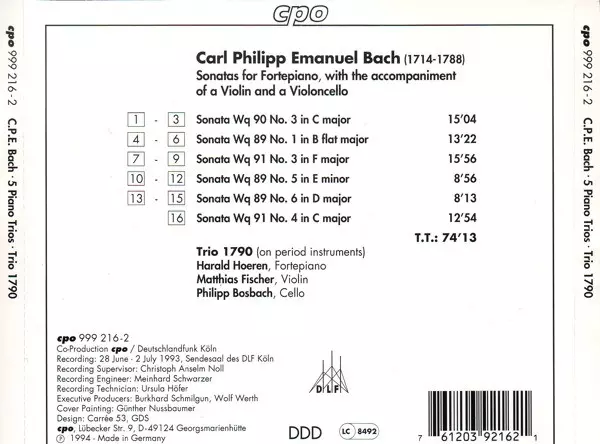 cpo
Carl Philipp Emanuel Bach (1714-1788)
Sonatas for Fortepiano, with the accompaniment
of a Violin and a Violoncello
1 - 3 Sonata Wq 90 No. 3 in C major 15'04
4 - 6 Sonata Wq 89 No. 1 in B flat major 13'22
7 - 9 Sonata Wq 91 No. 3 in F major 15'56
10 - 12 Sonata Wq 89 No. 5 in E minor 8'56
13 - 15 Sonata Wq 89 No. 6 in D major 8'13
16 Sonata Wq 91 No. 4 in C major 12'54
T.T.: 74'13
Trio 1790 (on period instruments)
Harald Hoeren, Fortepiano
Matthias Fischer, Violin
Philipp Bosbach, Cello
cpo 999 216-2
Co-Production cpo / Deutschlandfunk Köln
Recording: 28 June - 2 July 1993, Sendesaal des DLF Köln
Recording Supervisor: Christoph Anselm Noll
Recording Engineer: Meinhard Schwarzer
Recording Technician: Ursula Höfer
Executive Producers: Burkhard Schmilgun, Wolf Werth
Cover Painting: Günther Nussbaumer
Design: Carrée 53, GDS
cpo, Lübecker Str. 9, D-49124 Georgsmarienhütte
℗ 1994 - Made in Germany
DLF
DDD LC 8492
7 61203 92162 1
cpo 999 216-2 C.P.E. Bach · 5 Piano Trios · Trio 1790
cpo 999 216-2 C.P.E. Bach · 5 Piano Trios · Trio 1790